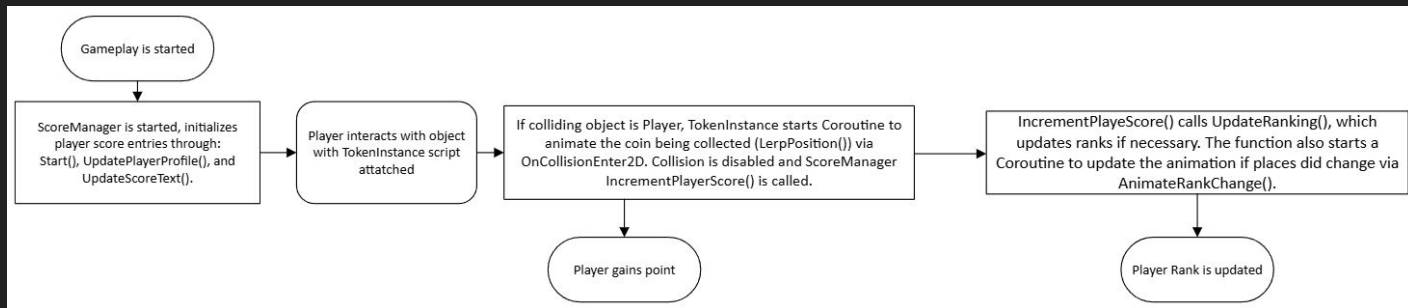 Gameplay is started
ScoreManager is started, initializes
player score entries through:
Start(), UpdatePlayerProfile(), and
UpdateScoreText().
Player interacts with object
with TokenInstance script
attatched
If colliding object is Player, TokenInstance starts Coroutine to
animate the coin being collected (LerpPosition()) via
OnCollisionEnter2D. Collision is disabled and ScoreManager
IncrementPlayerScore() is called.
IncrementPlayeScore() calls UpdateRanking(), which
updates ranks if necessary. The function also starts a
Coroutine to update the animation if places did change via
AnimateRankChange().
Player gains point
Player Rank is updated